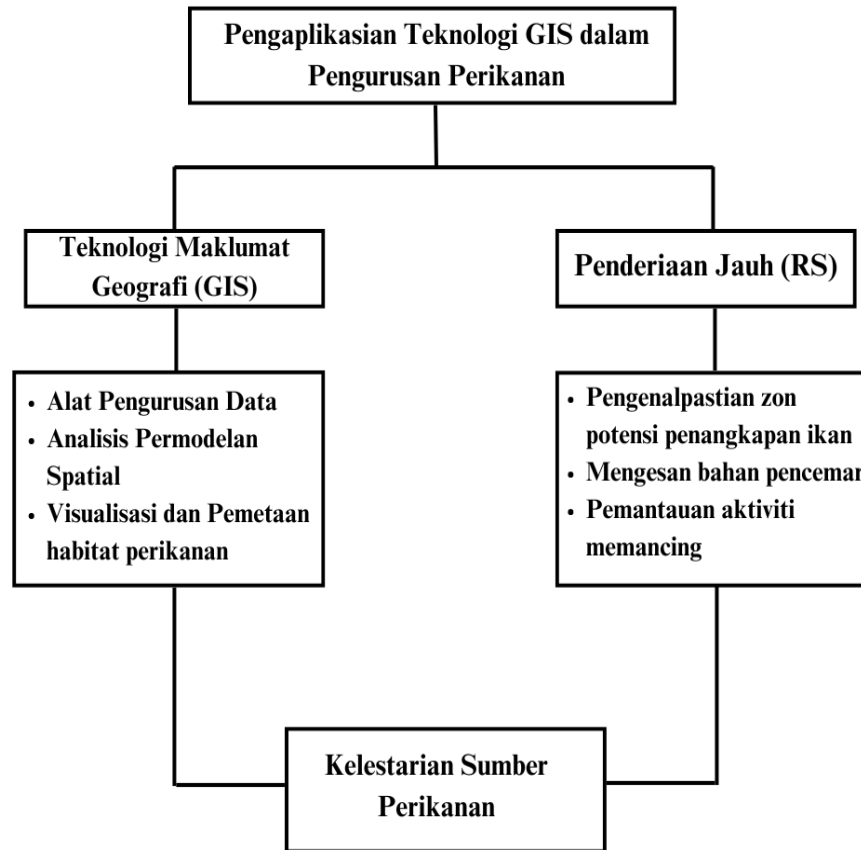 Pengaplikasian Teknologi GIS dalam
Pengurusan Perikanan
Teknologi Maklumat
Geografi (GIS)
Penderiaan Jauh (RS)
• Alat Pengurusan Data
• Analisis Permodelan
Spatial
• Visualisasi dan Pemetaan
habitat perikanan
• Pengenalpastian zon
potensi penangkapan ikan
• Mengesan bahan pencemar
• Pemantauan aktiviti
memancing
Kelestarian Sumber
Perikanan